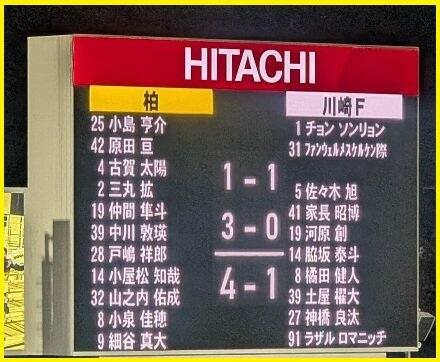 HITACHI
柏
25 小島 亨介
42 原田 亘
4 古賀 太陽
2 三丸 拡
19 仲間 隼斗
39 中川 敦瑛
28 戸嶋 祥郎
14 小屋松 知哉
32 山之内 佑成
8 小泉 佳穂
9 細谷 真大
1 - 1
3 - 0
4 - 1
川崎F
1 チョン ソンリョン
31 ファンウェルメスケルケン際
5 佐々木 旭
41 家長 昭博
19 河原 創
14 脇坂 泰斗
8 橘田 健人
39 土屋 櫂大
27 神橋 良汰
91 ラザル ロマニッチ